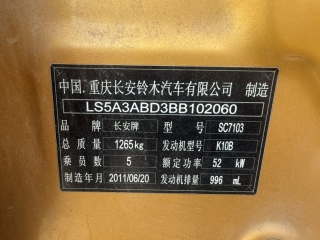 中国.重庆长安铃木汽车有限公司 制造
LS5A3ABD3BB102060
品牌 长安牌 型号 SC7103
总质量 1265kg 发动机型号 K10B
乘员数 5 额定功率 52 kW
制造年月 2011/06/20 发动机排量 996 mL